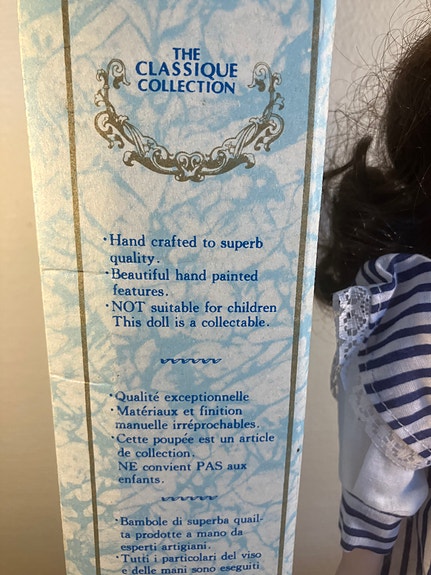 THE
CLASSIQUE
COLLECTION
·Hand crafted to superb
quality.
·Beautiful hand painted
features.
·NOT suitable for children
This doll is a collectable.
·Qualité exceptionnelle
·Matériaux et finition
manuelle irréprochables.
·Cette poupée est un article
de collection.
NE convient PAS aux
enfants.
·Bambole di superba quail-
ta prodotte a mano da
esperti artigiani.
·Tutti i particolari del viso
e delle mani sono eseguiti